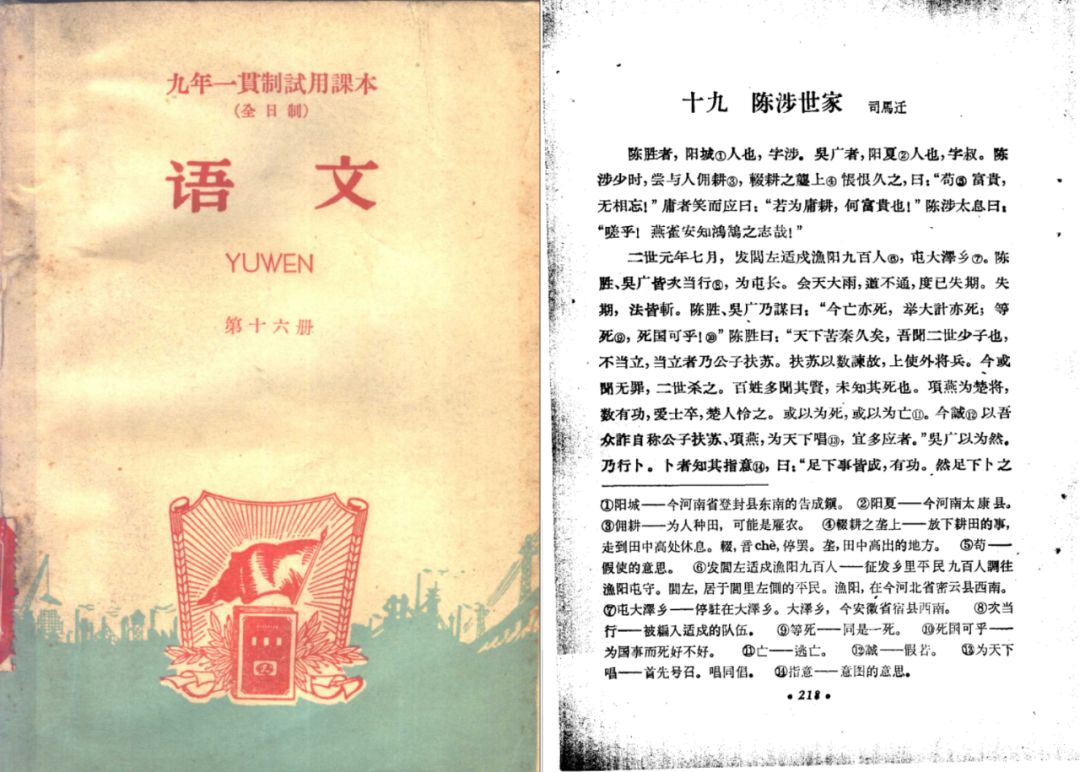 九年一貫制試用課本
(全日制)
语文
YUWEN
第十六册
十九 陈涉世家 司馬迁
陈胜者，阳城①人也，字涉。吳广者，阳夏②人也，字叔。陈
涉少时，尝与人佣耕③，輟耕之壟上④悵恨久之，曰：“苟⑤富貴，
无相忘！”庸者笑而应曰：“若为庸耕，何富貴也！”陈涉太息曰：
“嗟乎！燕雀安知鸿鵠之志哉！”
二世元年七月，发閭左适戍漁阳九百人⑥，屯大澤乡⑦。陈
胜、吳广皆次当行⑧，为屯长。会天大雨，道不通，度已失期。失
期，法皆斬。陈胜、吳广乃謀曰：“今亡亦死，举大計亦死；等
死⑨，死国可乎！⑩”陈胜曰：“天下苦秦久矣，吾聞二世少子也，
不当立，当立者乃公子扶苏。扶苏以数諫故，上使外将兵。今或
聞无罪，二世杀之。百姓多聞其賢，未知其死也。項燕为楚将，
数有功，爱士卒，楚人怜之。或以为死，或以为亡⑪。今誠⑫以吾
众詐自称公子扶苏、項燕，为天下唱⑬，宜多应者。”吳广以为然。
乃行卜。卜者知其指意⑭，曰：“足下事皆成，有功。然足下卜之
①阳城——今河南省登封县东南的告成鎭。 ②阳夏——今河南太康县。
③佣耕——为人种田，可能是雇农。 ④輟耕之垄上——放下耕田的事，
走到田中高处休息。輟，音chè，停罢。垄，田中高出的地方。 ⑤苟——
假使的意思。 ⑥发閭左适戍漁阳九百人——征发乡里平民九百人調往
漁阳屯守。閭左，居于閭里左側的平民。漁阳，在今河北省密云县西南。
⑦屯大澤乡——停駐在大澤乡。大澤乡，今安徽省宿县西南。 ⑧次当
行——被編入适戍的队伍。 ⑨等死——同是一死。 ⑩死国可乎——
为国事而死好不好。 ⑪亡——逃亡。 ⑫誠——假若。 ⑬为天下
唱——首先号召。唱同倡。 ⑭指意——意图的意思。
·218·